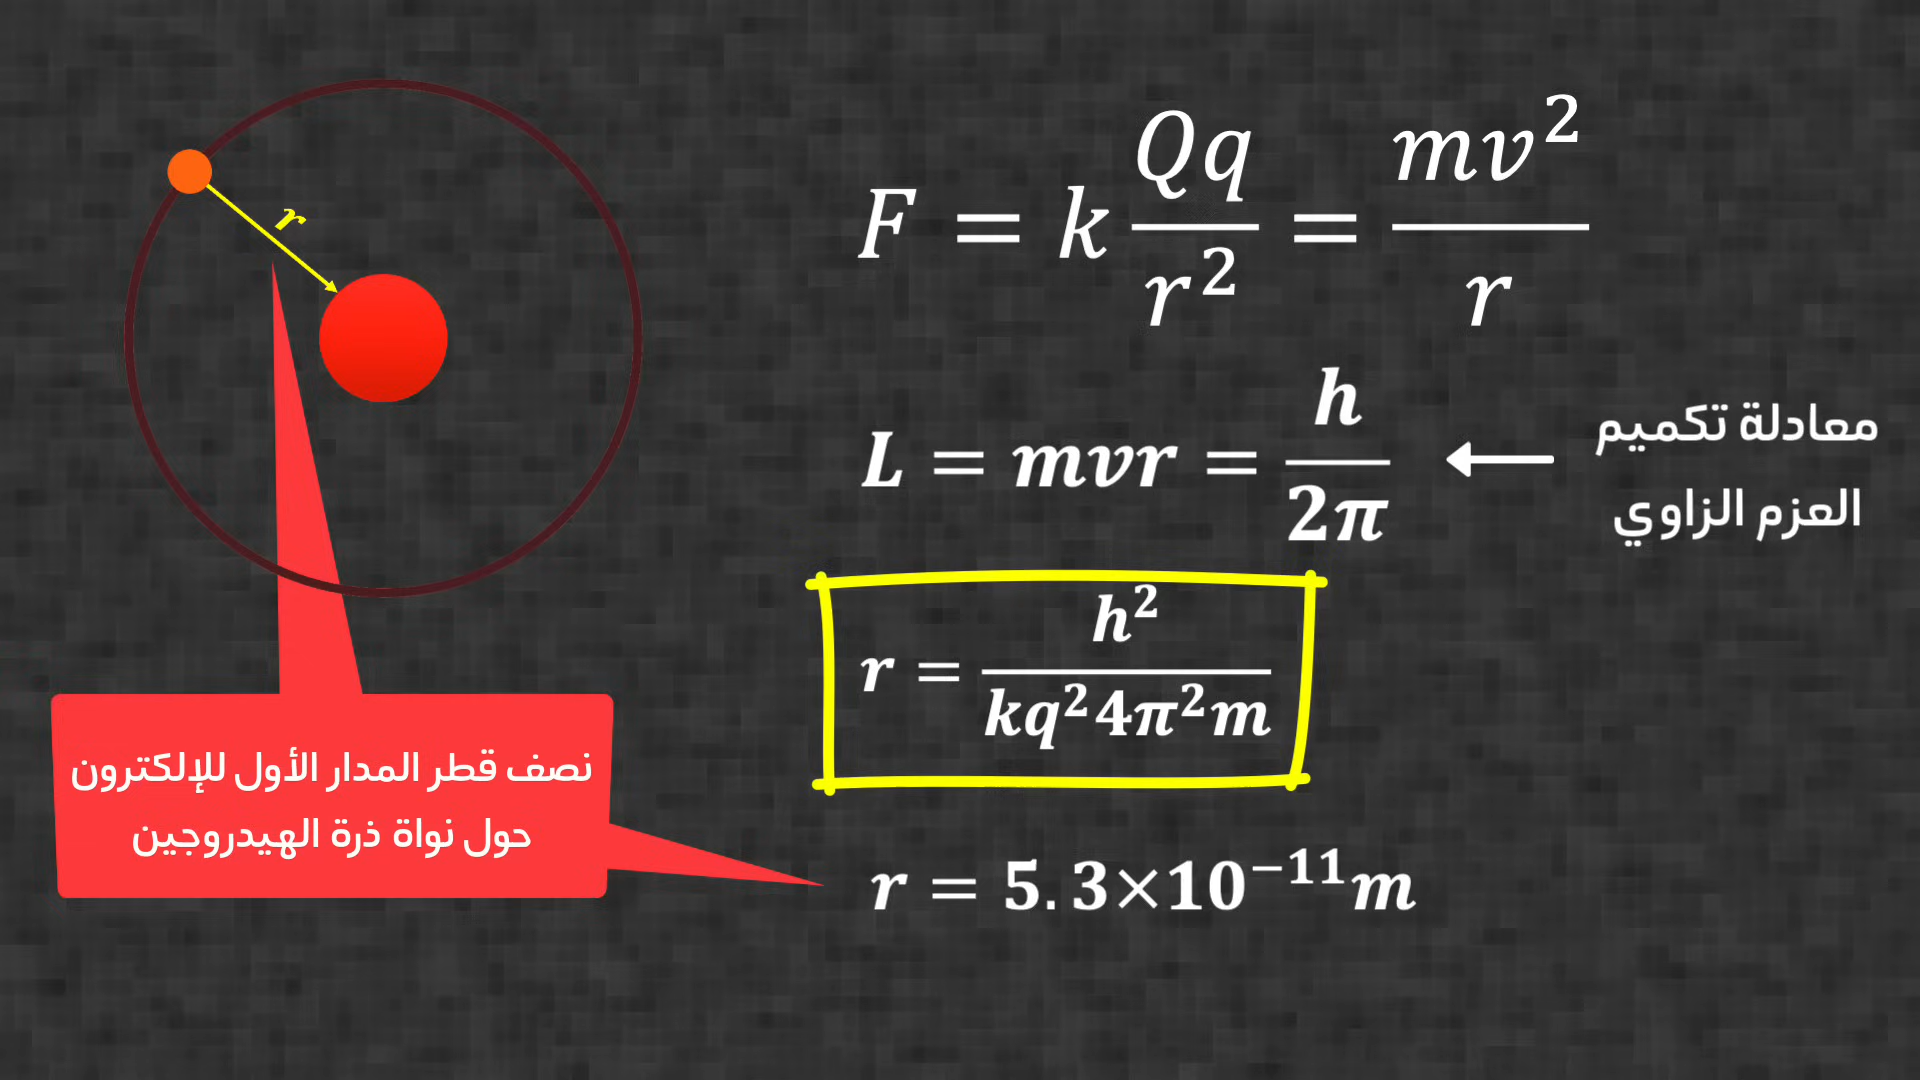 r
F = k Qq/r² = mv²/r
L = mvr = h/2π
معادلة تكميم
العزم الزاوي
r = h²/kq²4π²m
نصف قطر المدار الأول للإلكترون
حول نواة ذرة الهيدروجين
r = 5.3×10⁻¹¹m